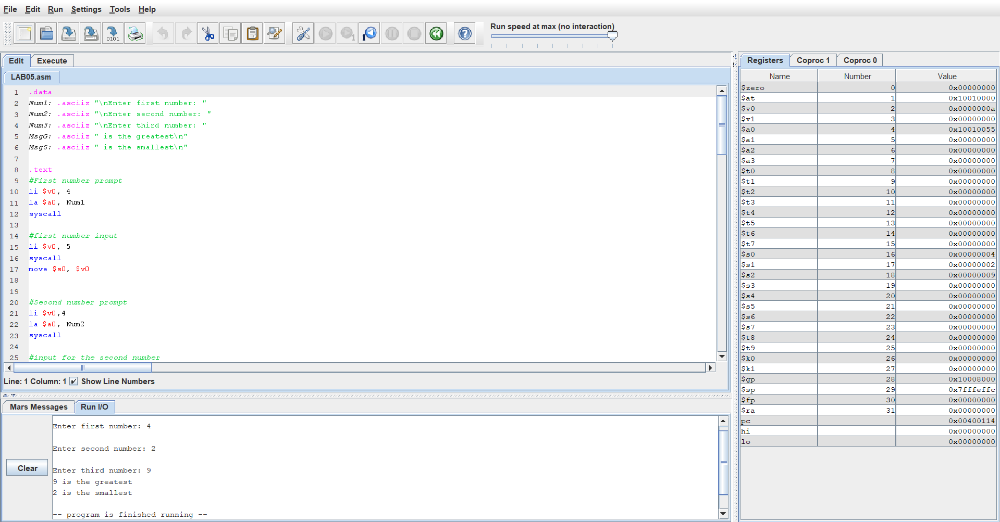 File Edit Run Settings Tools Help
0101
1
1
Run speed at max (no interaction)
Edit Execute
LAB05.asm
1 .data
2 Num1: .asciiz "\nEnter first number: "
3 Num2: .asciiz "\nEnter second number: "
4 Num3: .asciiz "\nEnter third number: "
5 MsgG: .asciiz " is the greatest\n"
6 MsgS: .asciiz " is the smallest\n"
7
8 .text
9 #First number prompt
10 li $v0, 4
11 la $a0, Num1
12 syscall
13
14 #first number input
15 li $v0, 5
16 syscall
17 move $s0, $v0
18
19
20 #Second number prompt
21 li $v0,4
22 la $a0, Num2
23 syscall
24
25 #input for the second number
Line: 1 Column: 1 Show Line Numbers
Mars Messages Run I/O
Clear
Enter first number: 4
Enter second number: 2
Enter third number: 9
9 is the greatest
2 is the smallest
-- program is finished running --
Registers Coproc 1 Coproc 0
Name Number Value
$zero 0 0x00000000
$at 1 0x10010000
$v0 2 0x0000000a
$v1 3 0x00000000
$a0 4 0x10010055
$a1 5 0x00000000
$a2 6 0x00000000
$a3 7 0x00000000
$t0 8 0x00000000
$t1 9 0x00000000
$t2 10 0x00000000
$t3 11 0x00000000
$t4 12 0x00000000
$t5 13 0x00000000
$t6 14 0x00000000
$t7 15 0x00000000
$s0 16 0x00000004
$s1 17 0x00000002
$s2 18 0x00000009
$s3 19 0x00000000
$s4 20 0x00000000
$s5 21 0x00000000
$s6 22 0x00000000
$s7 23 0x00000000
$t8 24 0x00000000
$t9 25 0x00000000
$k0 26 0x00000000
$k1 27 0x00000000
$gp 28 0x10008000
$sp 29 0x7fffeffc
$fp 30 0x00000000
$ra 31 0x00000000
pc 0x00400114
hi 0x00000000
lo 0x00000000